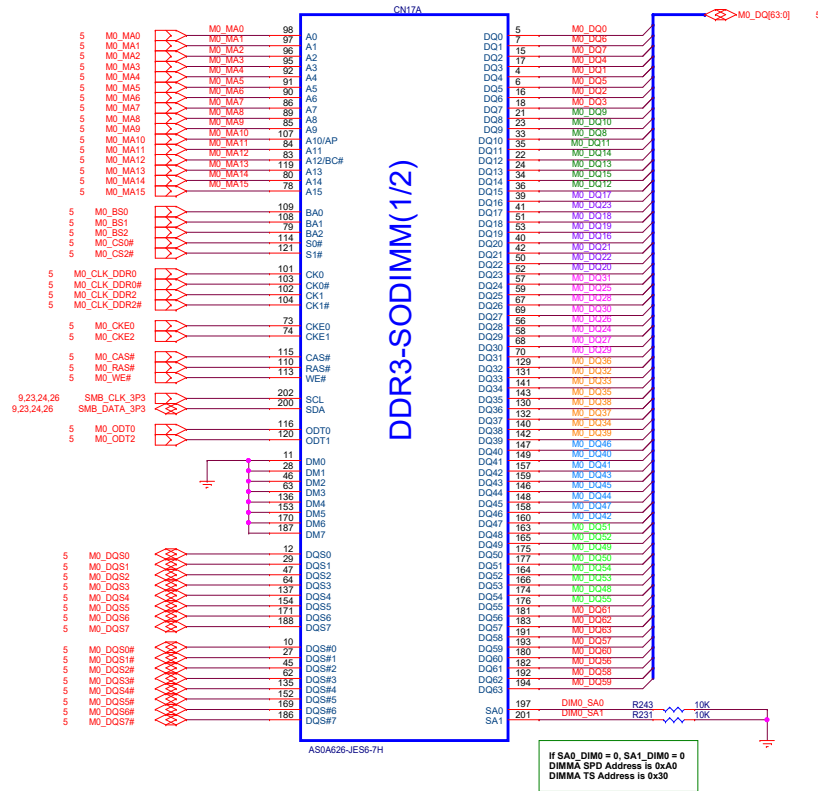 CN17A
5 M0_MA0 M0_MA0 98 A0
5 M0_MA1 M0_MA1 97 A1
5 M0_MA2 M0_MA2 96 A2
5 M0_MA3 M0_MA3 95 A3
5 M0_MA4 M0_MA4 92 A4
5 M0_MA5 M0_MA5 91 A5
5 M0_MA6 M0_MA6 90 A6
5 M0_MA7 M0_MA7 86 A7
5 M0_MA8 M0_MA8 89 A8
5 M0_MA9 M0_MA9 85 A9
5 M0_MA10 M0_MA10 107 A10/AP
5 M0_MA11 M0_MA11 84 A11
5 M0_MA12 M0_MA12 83 A12/BC#
5 M0_MA13 M0_MA13 119 A13
5 M0_MA14 M0_MA14 80 A14
5 M0_MA15 M0_MA15 78 A15
5 M0_BS0 109 BA0
5 M0_BS1 108 BA1
5 M0_BS2 79 BA2
5 M0_CS0# 114 S0#
5 M0_CS2# 121 S1#
5 M0_CLK_DDR0 101 CK0
5 M0_CLK_DDR0# 103 CK0#
5 M0_CLK_DDR2 102 CK1
5 M0_CLK_DDR2# 104 CK1#
5 M0_CKE0 73 CKE0
5 M0_CKE2 74 CKE1
5 M0_CAS# 115 CAS#
5 M0_RAS# 110 RAS#
5 M0_WE# 113 WE#
9,23,24,26 SMB_CLK_3P3 202 SCL
9,23,24,26 SMB_DATA_3P3 200 SDA
5 M0_ODT0 116 ODT0
5 M0_ODT2 120 ODT1
11 DM0
28 DM1
46 DM2
63 DM3
136 DM4
153 DM5
170 DM6
187 DM7
5 M0_DQS0 12 DQS0
5 M0_DQS1 29 DQS1
5 M0_DQS2 47 DQS2
5 M0_DQS3 64 DQS3
5 M0_DQS4 137 DQS4
5 M0_DQS5 154 DQS5
5 M0_DQS6 171 DQS6
5 M0_DQS7 188 DQS7
5 M0_DQS0# 10 DQS#0
5 M0_DQS1# 27 DQS#1
5 M0_DQS2# 45 DQS#2
5 M0_DQS3# 62 DQS#3
5 M0_DQS4# 135 DQS#4
5 M0_DQS5# 152 DQS#5
5 M0_DQS6# 169 DQS#6
5 M0_DQS7# 186 DQS#7
DDR3-SODIMM(1/2)
M0_DQ[63:0]
DQ0 5 M0_DQ0
DQ1 7 M0_DQ6
DQ2 15 M0_DQ7
DQ3 17 M0_DQ4
DQ4 4 M0_DQ1
DQ5 6 M0_DQ5
DQ6 16 M0_DQ2
DQ7 18 M0_DQ3
DQ8 21 M0_DQ9
DQ9 23 M0_DQ10
DQ10 33 M0_DQ8
DQ11 35 M0_DQ11
DQ12 22 M0_DQ14
DQ13 24 M0_DQ13
DQ14 34 M0_DQ15
DQ15 36 M0_DQ12
DQ16 39 M0_DQ17
DQ17 41 M0_DQ23
DQ18 51 M0_DQ18
DQ19 53 M0_DQ19
DQ20 40 M0_DQ16
DQ21 42 M0_DQ21
DQ22 50 M0_DQ22
DQ23 52 M0_DQ20
DQ24 57 M0_DQ31
DQ25 59 M0_DQ25
DQ26 67 M0_DQ28
DQ27 69 M0_DQ30
DQ28 56 M0_DQ26
DQ29 58 M0_DQ24
DQ30 68 M0_DQ27
DQ31 70 M0_DQ29
DQ32 129 M0_DQ36
DQ33 131 M0_DQ32
DQ34 141 M0_DQ33
DQ35 143 M0_DQ35
DQ36 130 M0_DQ38
DQ37 132 M0_DQ37
DQ38 140 M0_DQ34
DQ39 142 M0_DQ39
DQ40 147 M0_DQ46
DQ41 149 M0_DQ40
DQ42 157 M0_DQ41
DQ43 159 M0_DQ43
DQ44 146 M0_DQ45
DQ45 148 M0_DQ44
DQ46 158 M0_DQ47
DQ47 160 M0_DQ42
DQ48 163 M0_DQ51
DQ49 165 M0_DQ52
DQ50 175 M0_DQ49
DQ51 177 M0_DQ50
DQ52 164 M0_DQ54
DQ53 166 M0_DQ53
DQ54 174 M0_DQ48
DQ55 176 M0_DQ55
DQ56 181 M0_DQ61
DQ57 183 M0_DQ62
DQ58 191 M0_DQ63
DQ59 193 M0_DQ57
DQ60 180 M0_DQ60
DQ61 182 M0_DQ56
DQ62 192 M0_DQ58
DQ63 194 M0_DQ59
SA0 197 DIM0_SA0 R243 10K
SA1 201 DIM0_SA1 R231 10K
AS0A626-JES6-7H
If SA0_DIM0 = 0, SA1_DIM0 = 0
DIMMA SPD Address is 0xA0
DIMMA TS Address is 0x30